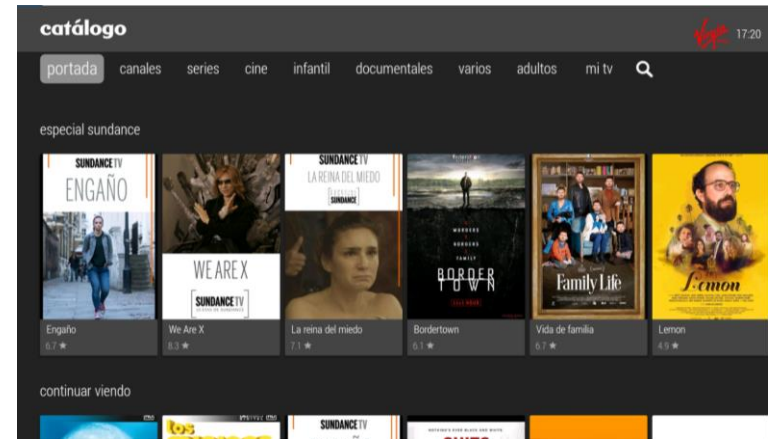 catálogo
Virgin 17:20
portada canales series cine infantil documentales varios adultos mi tv
especial sundance
SUNDANCE TV
ENGAÑO
WE ARE X
SUNDANCE TV
SUNDANCE TV
LA REINA DEL MIEDO
SUNDANCE
BORDER
TOWN
Family Life
Lemon
Engaño We Are X La reina del miedo Bordertown Vida de familia Lemon
6.7 ★ 8.3 ★ 7.1 ★ 6.1 ★ 6.7 ★ 4.9 ★
continuar viendo
los
SUNDANCE TV